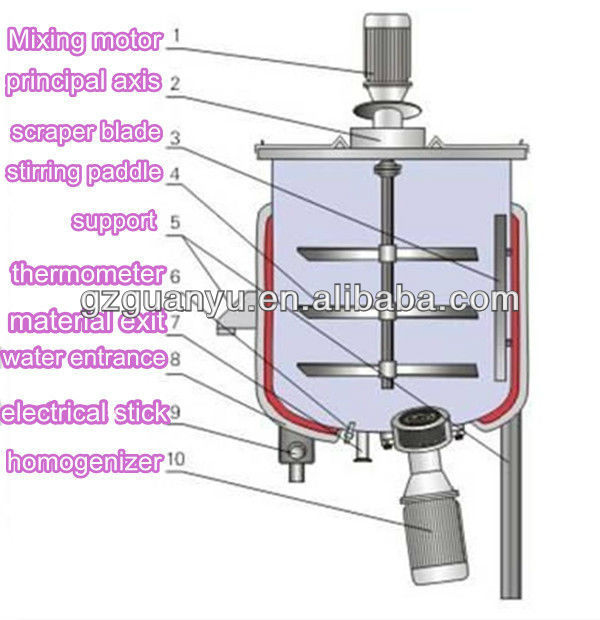 Mixing motor 1
principal axis 2
scraper blade 3
stirring paddle 4
support 5
thermometer 6
gzguanyu.en.alibaba.com
material exit 7
water entrance 8
electrical stick 9
homogenizer 10